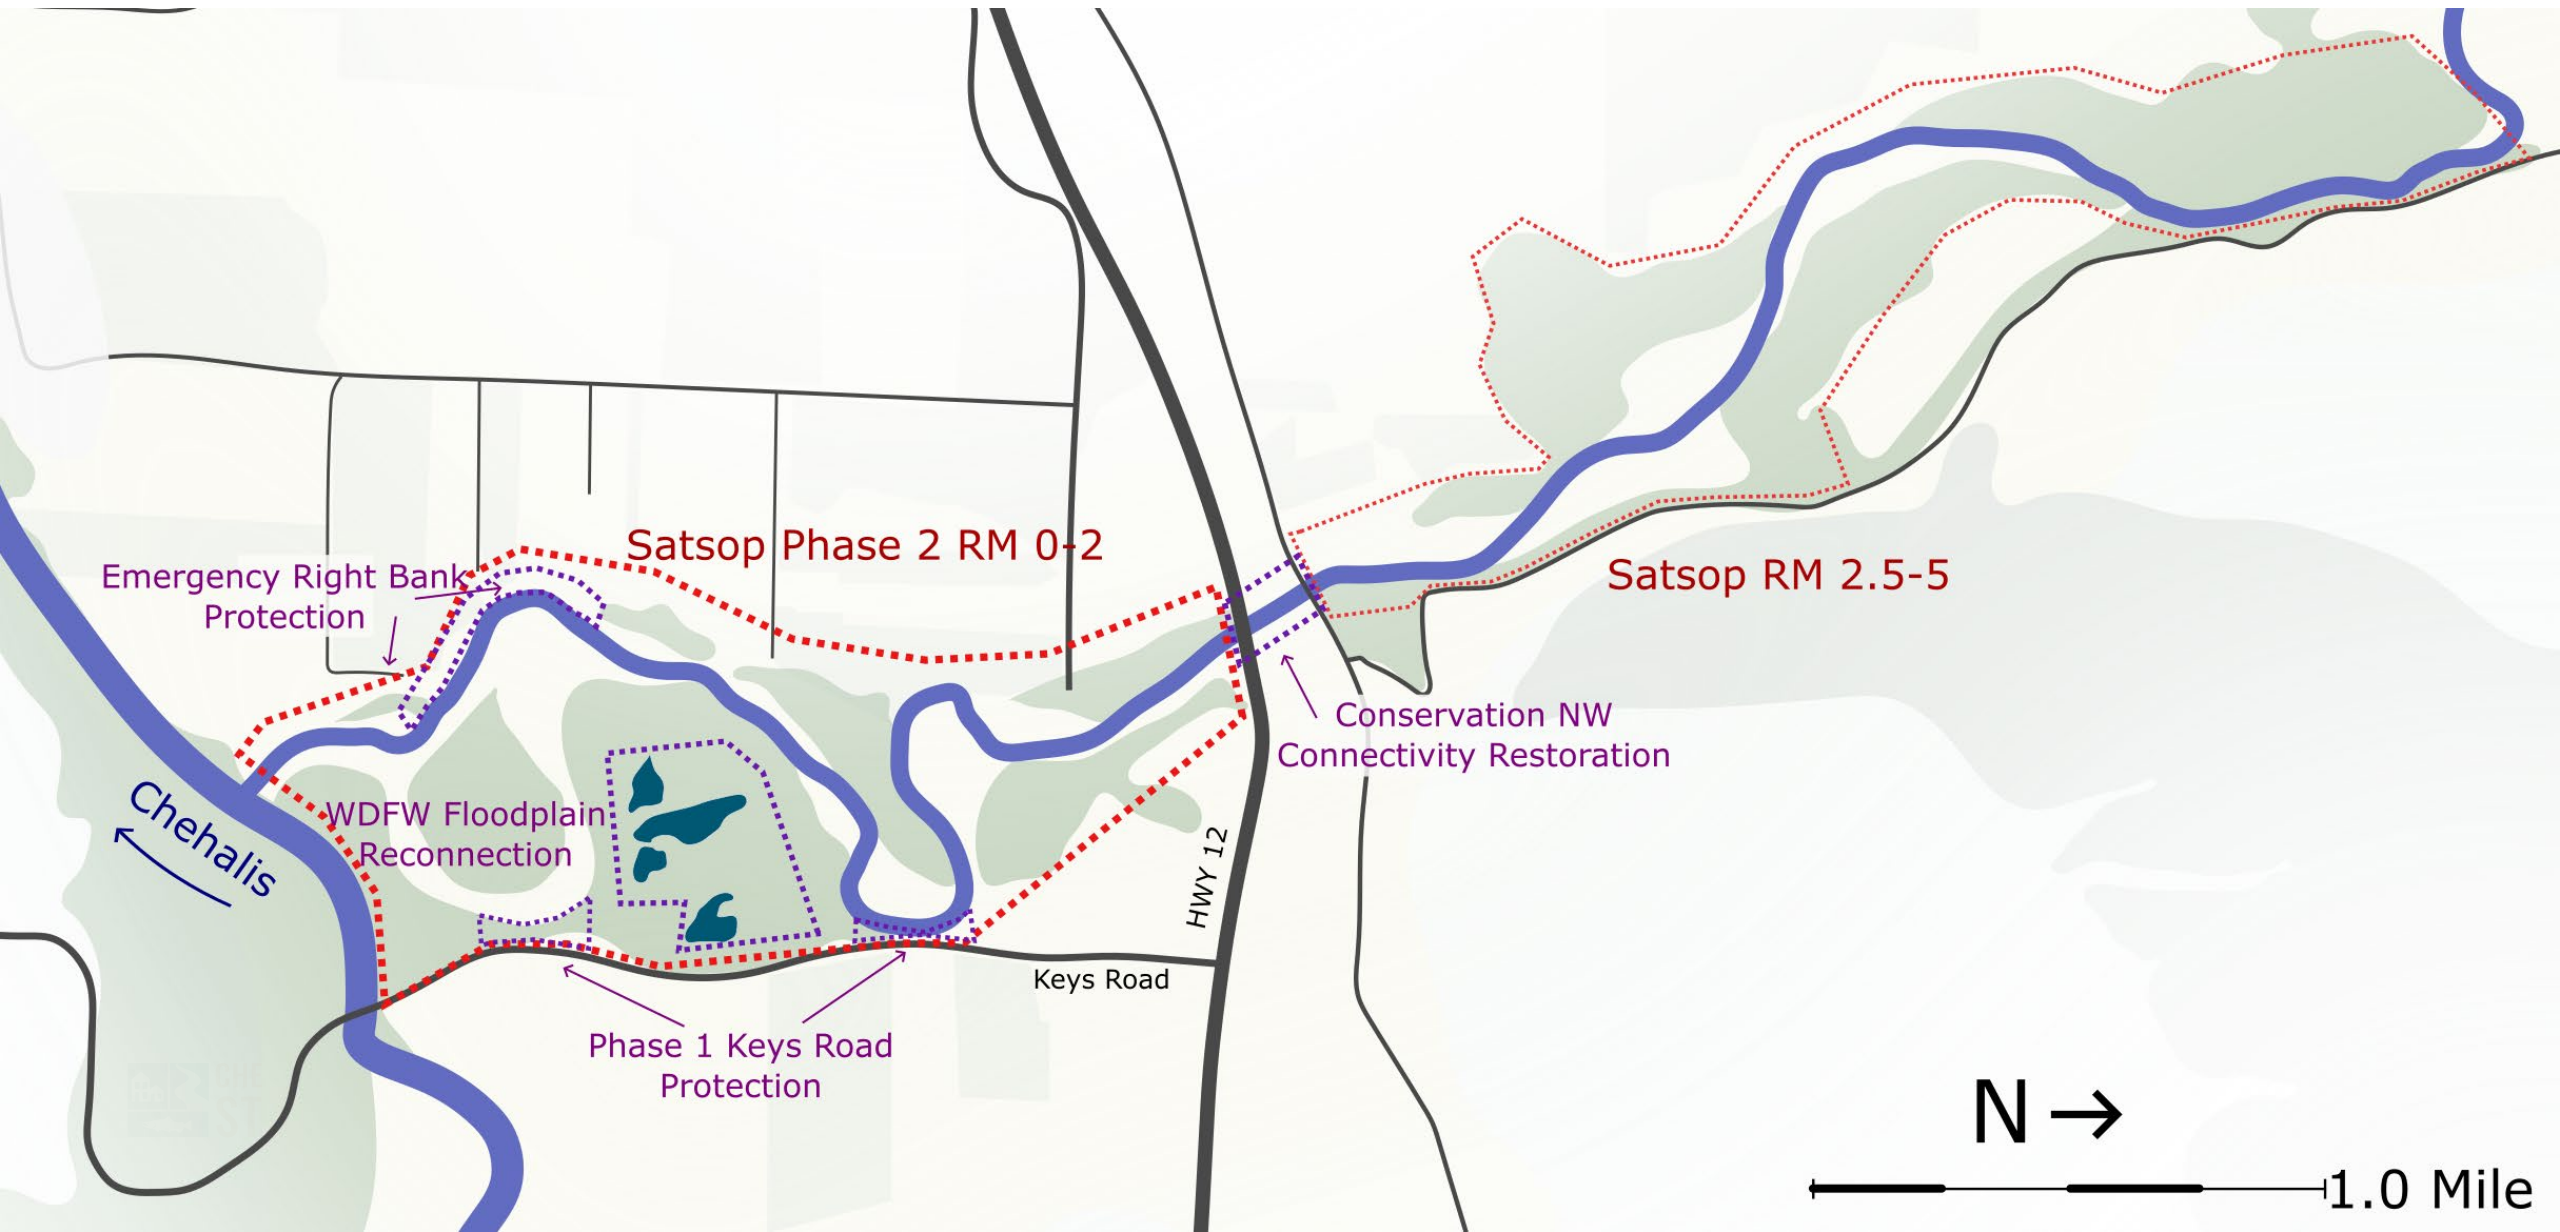 Satsop Phase 2 RM 0-2
Emergency Right Bank
Protection
Satsop RM 2.5-5
Conservation NW
Connectivity Restoration
WDFW Floodplain
Reconnection
Chehalis
HWY 12
Keys Road
Phase 1 Keys Road
Protection
N
1.0 Mile